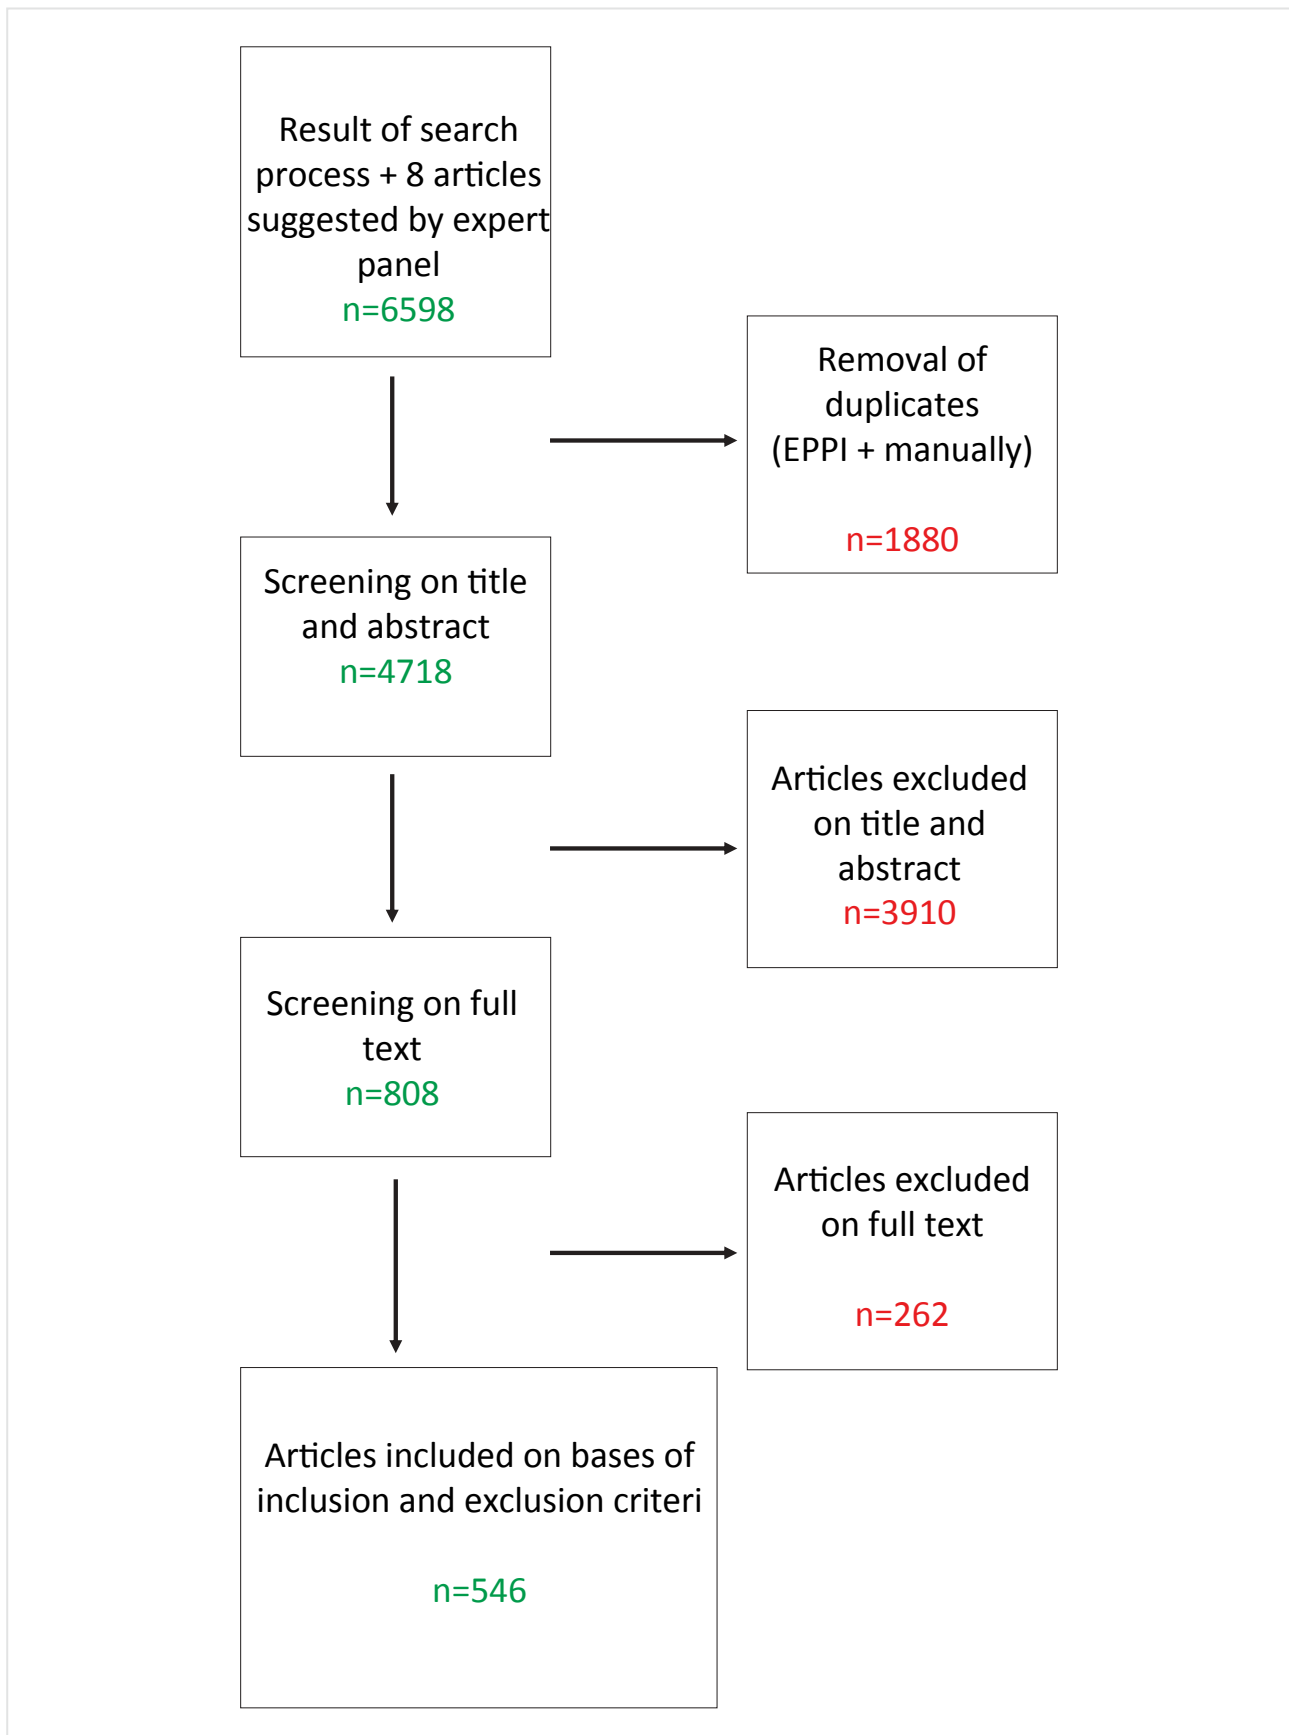 Result of search
process + 8 articles
suggested by expert
panel
n=6598
Removal of
duplicates
(EPPI + manually)
n=1880
Screening on title
and abstract
n=4718
Articles excluded
on title and
abstract
n=3910
Screening on full
text
n=808
Articles excluded
on full text
n=262
Articles included on bases of
inclusion and exclusion criteri
n=546